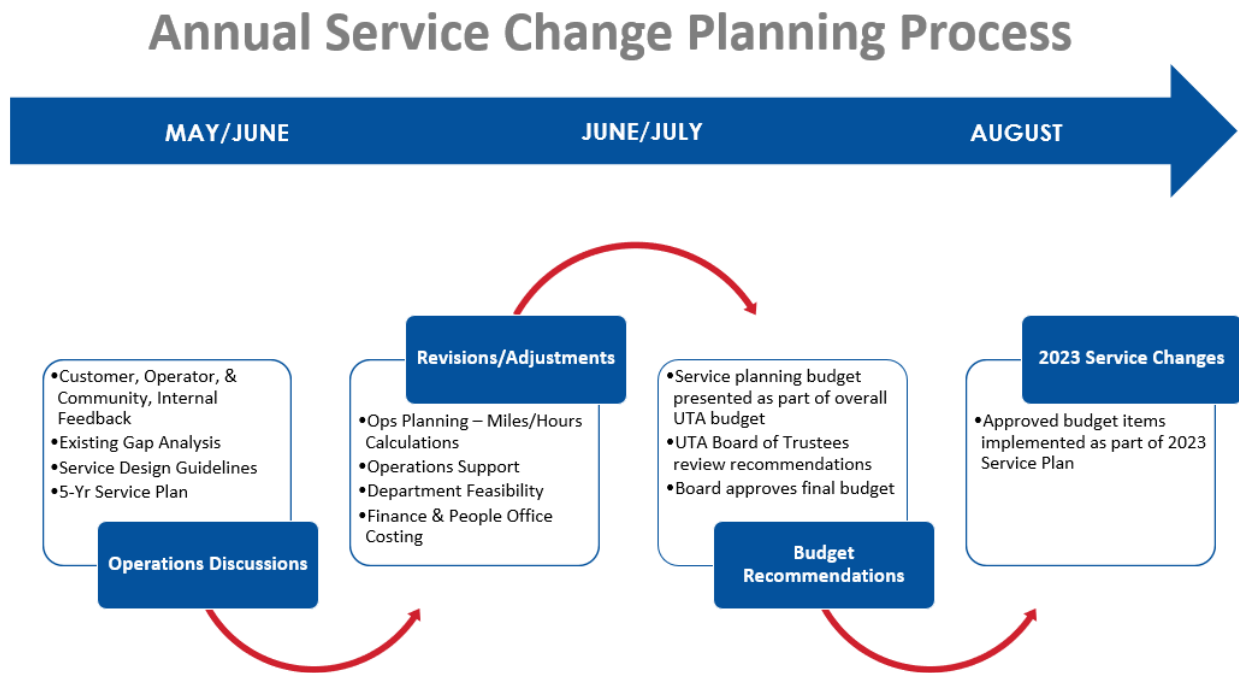 Annual Service Change Planning Process
MAY/JUNE
JUNE/JULY
AUGUST
•Customer, Operator, &
Community, Internal
Feedback
•Existing Gap Analysis
•Service Design Guidelines
•5-Yr Service Plan
Operations Discussions
Revisions/Adjustments
•Ops Planning – Miles/Hours
Calculations
•Operations Support
•Department Feasibility
•Finance & People Office
Costing
•Service planning budget
presented as part of overall
UTA budget
•UTA Board of Trustees
review recommendations
•Board approves final budget
Budget
Recommendations
2023 Service Changes
•Approved budget items
implemented as part of 2023
Service Plan